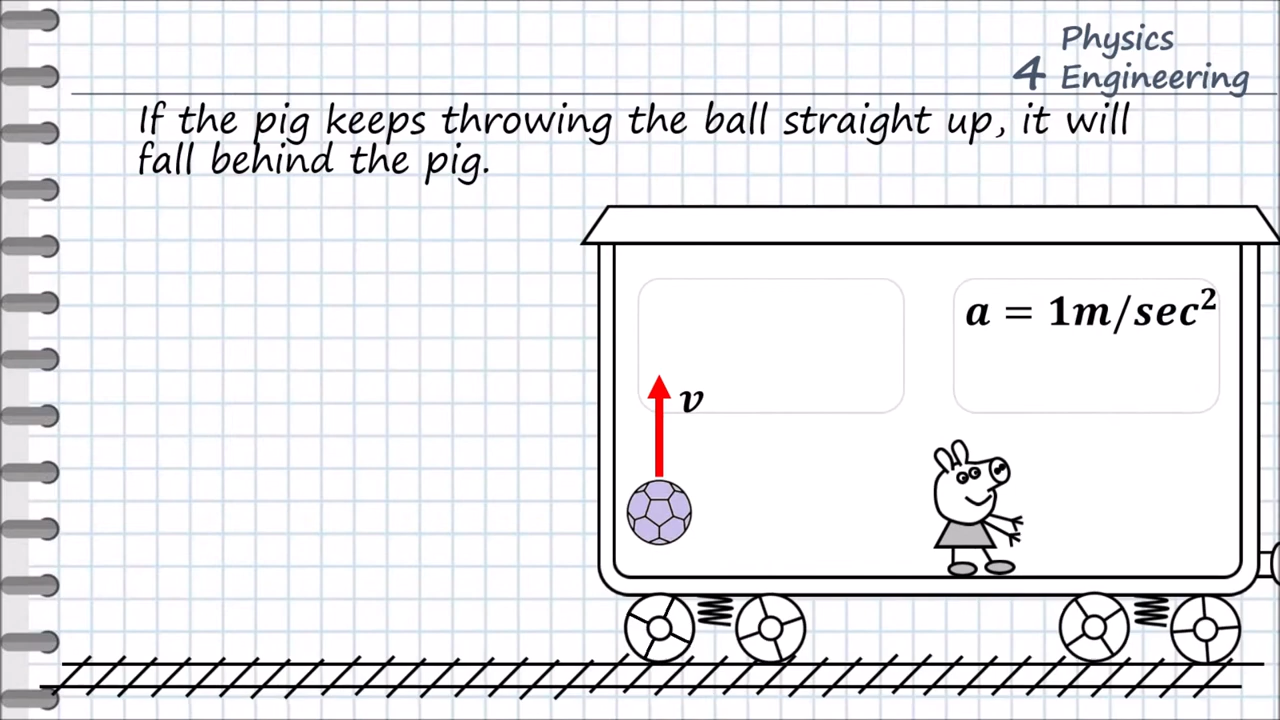 Physics
4 Engineering
If the pig keeps throwing the ball straight up, it will
fall behind the pig.
a = 1m/sec²
v